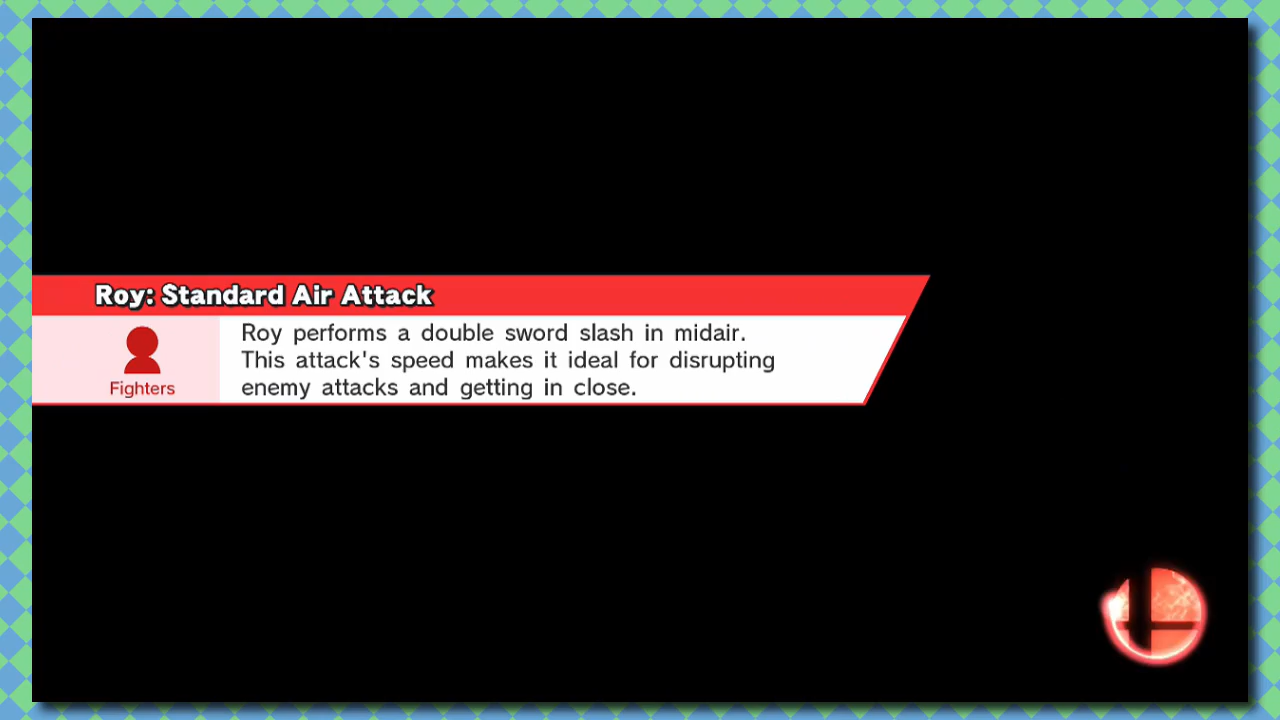 Roy: Standard Air Attack
Fighters
Roy performs a double sword slash in midair.
This attack's speed makes it ideal for disrupting
enemy attacks and getting in close.